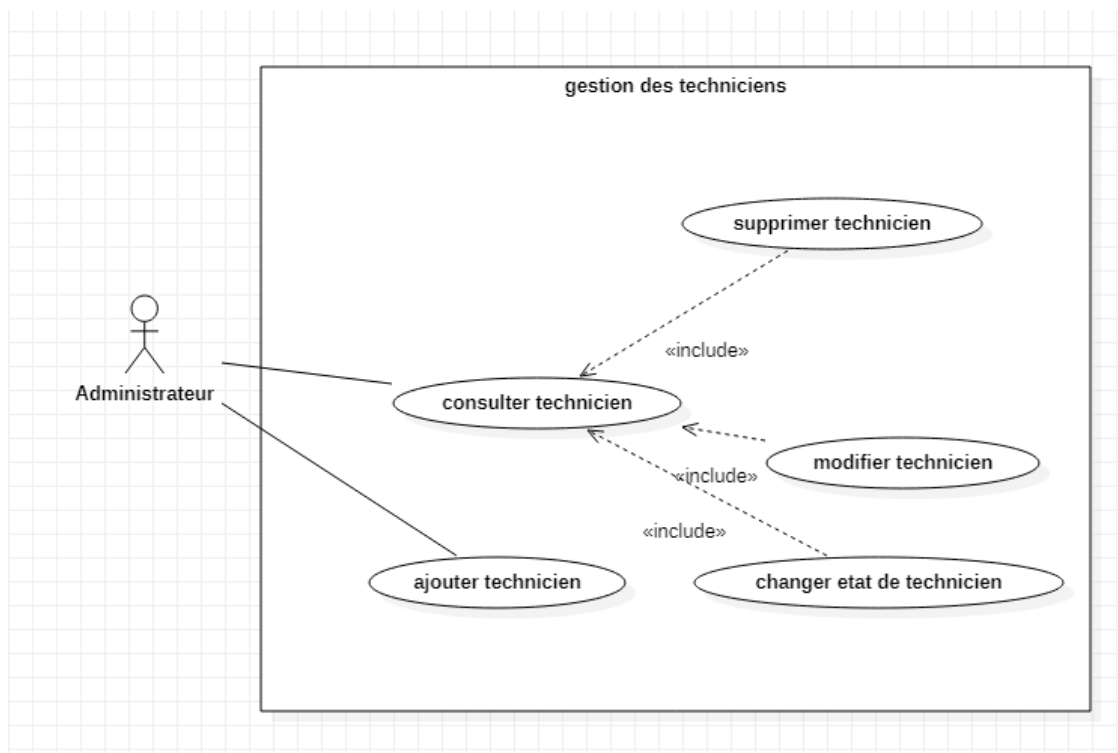 gestion des techniciens
supprimer technicien
«include»
Administrateur
consulter technicien
modifier technicien
«include»
«include»
ajouter technicien
changer etat de technicien